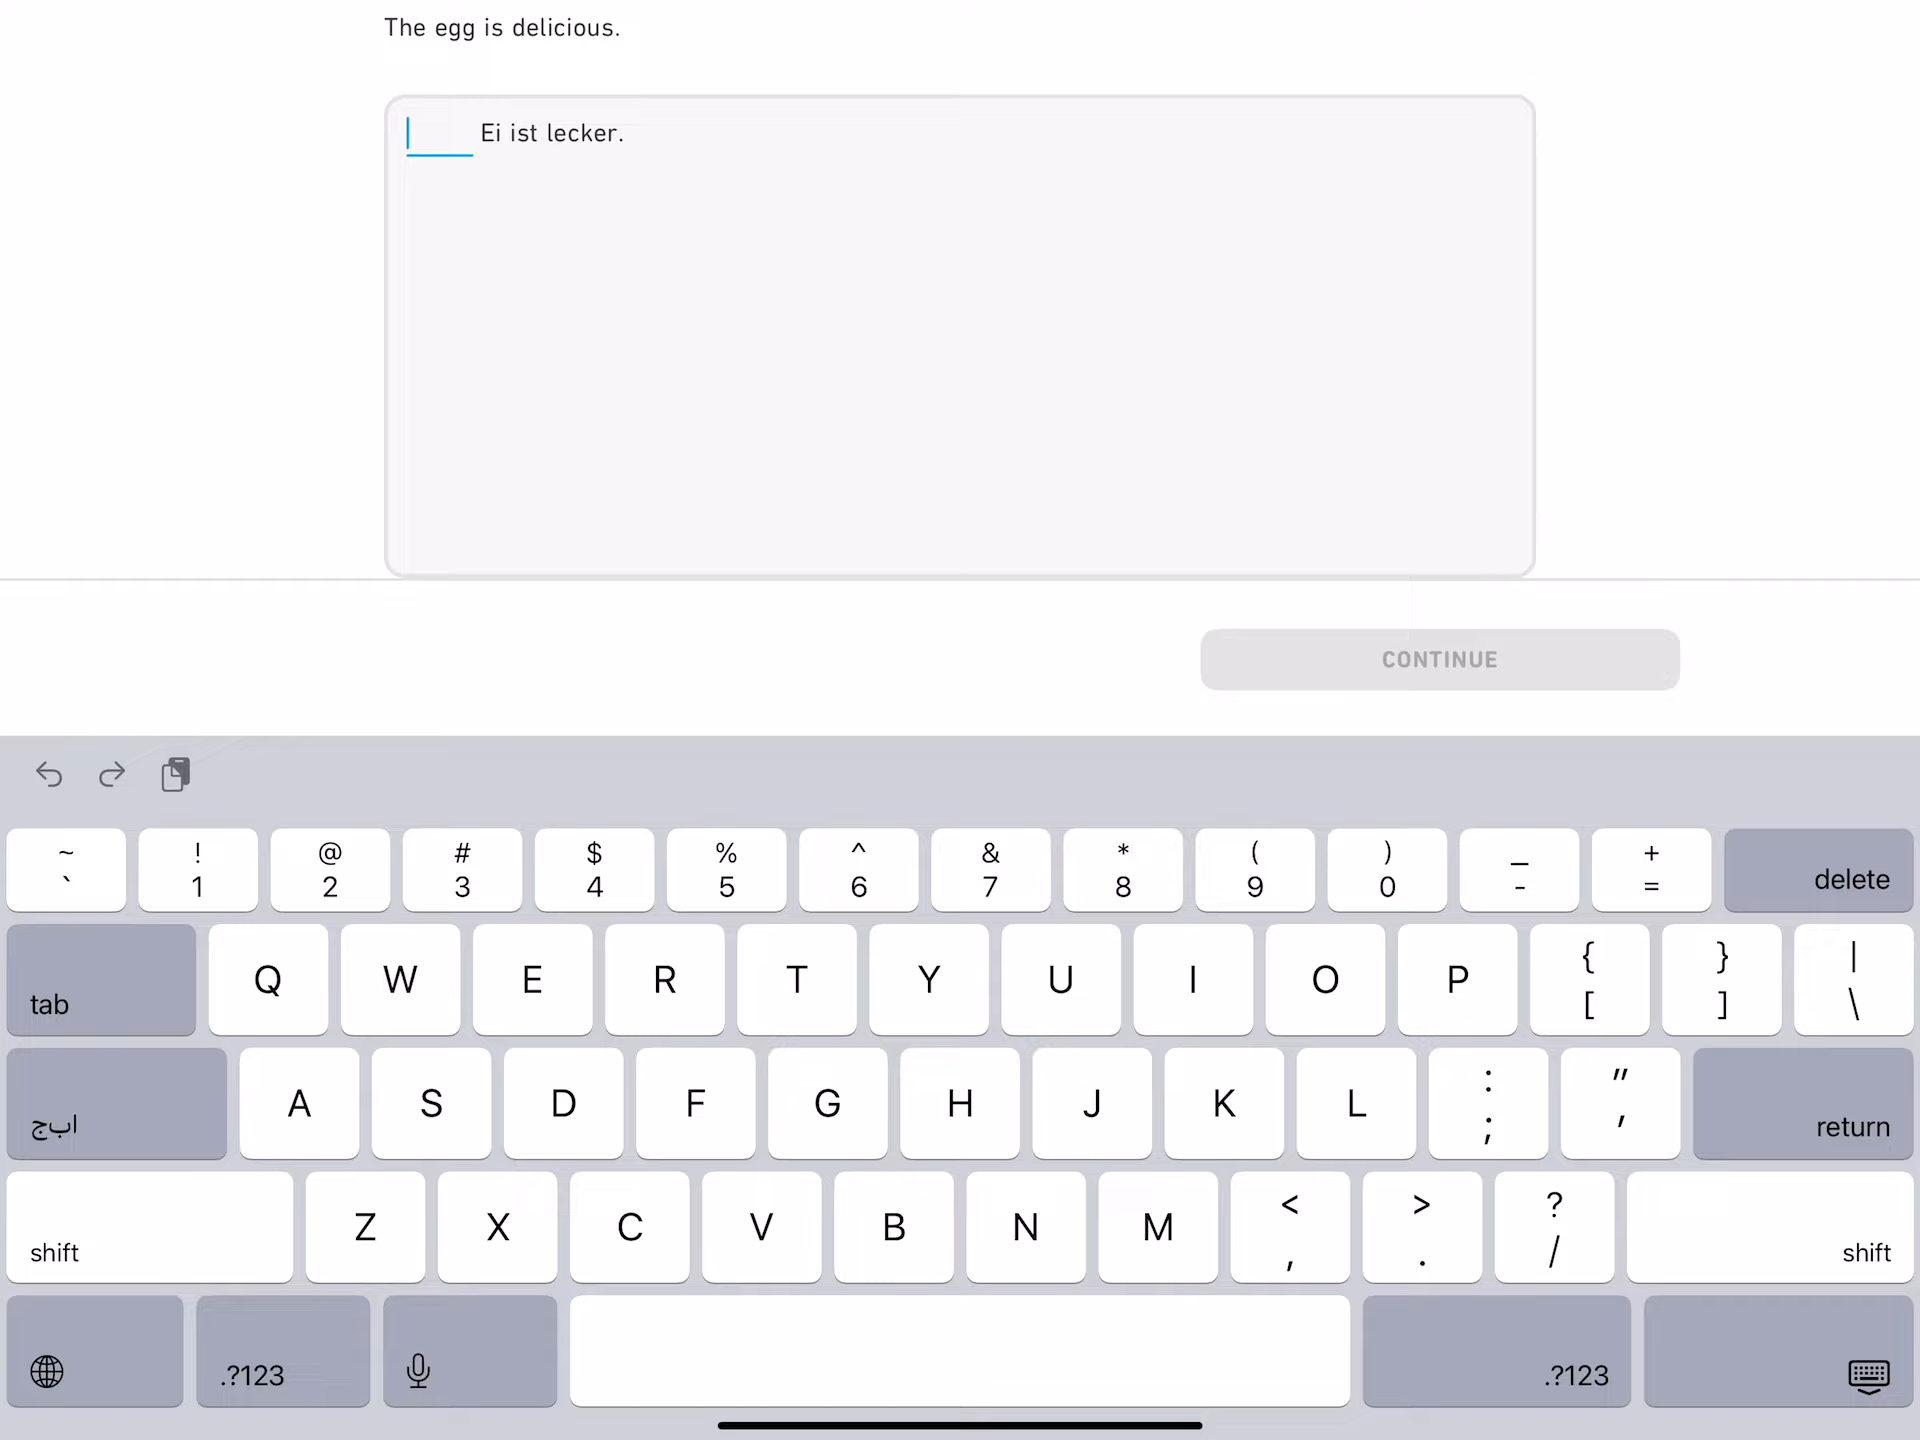 The egg is delicious.
Ei ist lecker.
CONTINUE
~ ! @ # $ % ^ & * ( ) _ +
` 1 2 3 4 5 6 7 8 9 0 - = delete
tab Q W E R T Y U I O P { [ } ] | \
ابج A S D F G H J K L : ; " ' return
shift Z X C V B N M < , > . ? / shift
.?123 .?123